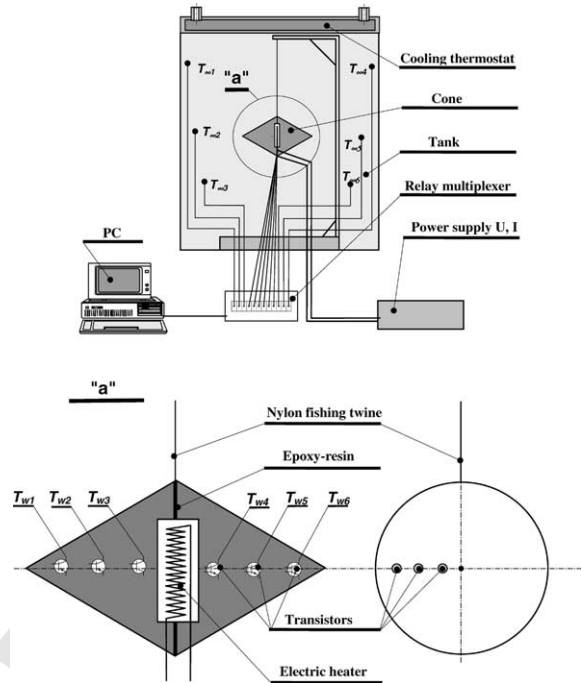 Cooling thermostat
T∞1
T∞4
"a"
Cone
T∞2
T∞5
Tank
T∞3
T∞6
Relay multiplexer
PC
Power supply U, I
"a"
Nylon fishing twine
Epoxy-resin
Tw1 Tw2 Tw3 Tw4 Tw5 Tw6
Transistors
Electric heater